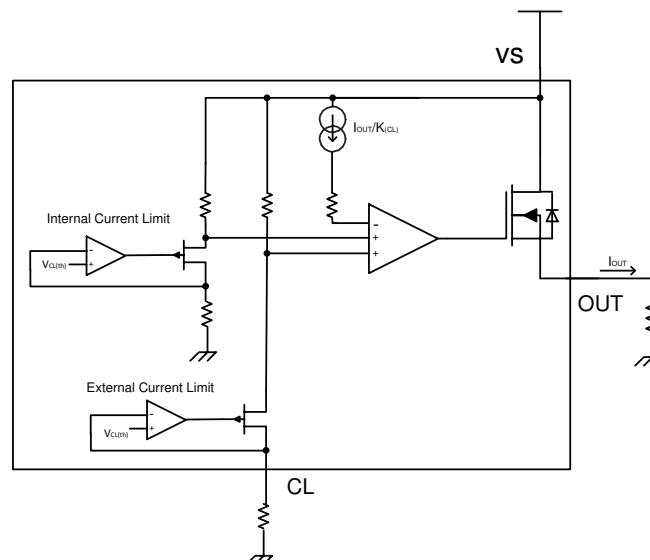 VS
IOUT/K(CL)
Internal Current Limit
−
+
+
−
VCL(th) +
IOUT
OUT
External Current Limit
−
VCL(th) +
CL